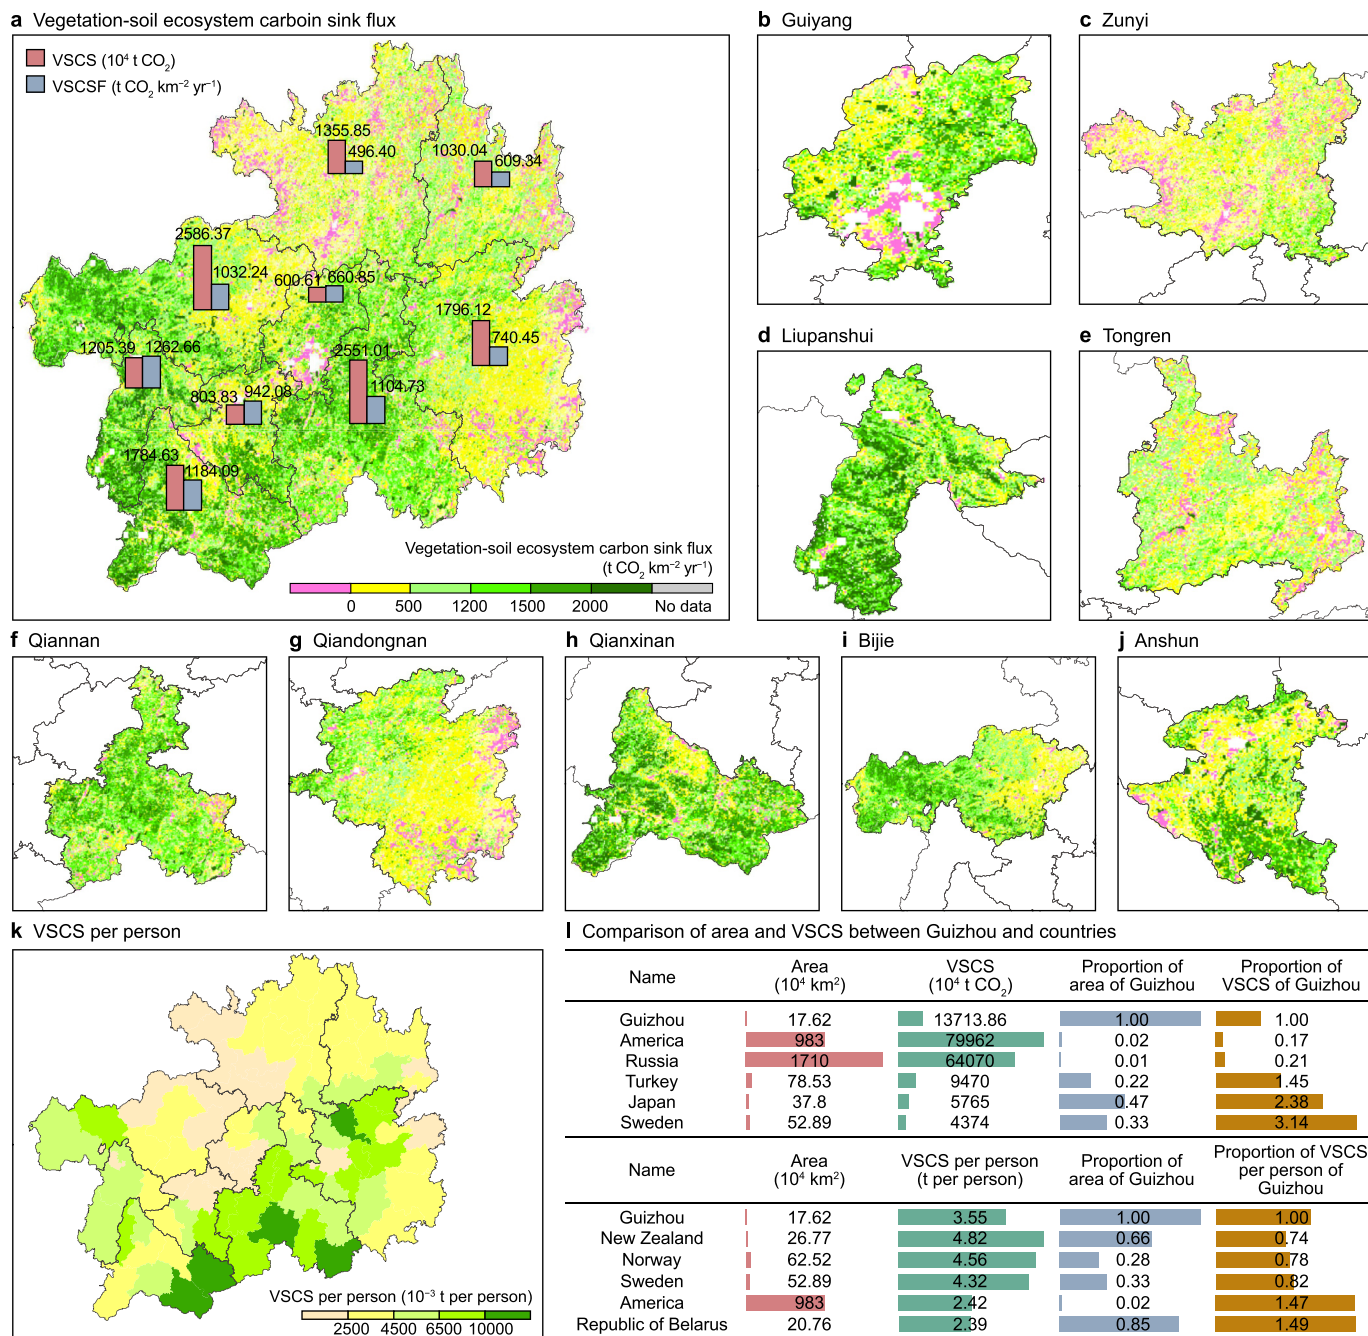 a Vegetation-soil ecosystem carboin sink flux
VSCS (10⁴ t CO₂)
VSCSF (t CO₂ km⁻² yr⁻¹)
1355.85
496.40
1030.04
609.34
2586.37
1032.24
600.61
660.85
1796.12
740.45
1205.39
1262.66
2551.01
1104.73
803.83
942.08
1784.63
1184.09
Vegetation-soil ecosystem carbon sink flux
(t CO₂ km⁻² yr⁻¹)
0 500 1200 1500 2000 No data
b Guiyang
c Zunyi
d Liupanshui
e Tongren
f Qiannan
g Qiandongnan
h Qianxinan
i Bijie
j Anshun
k VSCS per person
VSCS per person (10⁻³ t per person)
2500 4500 6500 10000
l Comparison of area and VSCS between Guizhou and countries
Name Area (10⁴ km²) VSCS (10⁴ t CO₂) Proportion of area of Guizhou Proportion of VSCS of Guizhou
Guizhou 17.62 13713.86 1.00 1.00
America 983 79962 0.02 0.17
Russia 1710 64070 0.01 0.21
Turkey 78.53 9470 0.22 1.45
Japan 37.8 5765 0.47 2.38
Sweden 52.89 4374 0.33 3.14
Name Area (10⁴ km²) VSCS per person (t per person) Proportion of area of Guizhou Proportion of VSCS per person of Guizhou
Guizhou 17.62 3.55 1.00 1.00
New Zealand 26.77 4.82 0.66 0.74
Norway 62.52 4.56 0.28 0.78
Sweden 52.89 4.32 0.33 0.82
America 983 2.42 0.02 1.47
Republic of Belarus 20.76 2.39 0.85 1.49